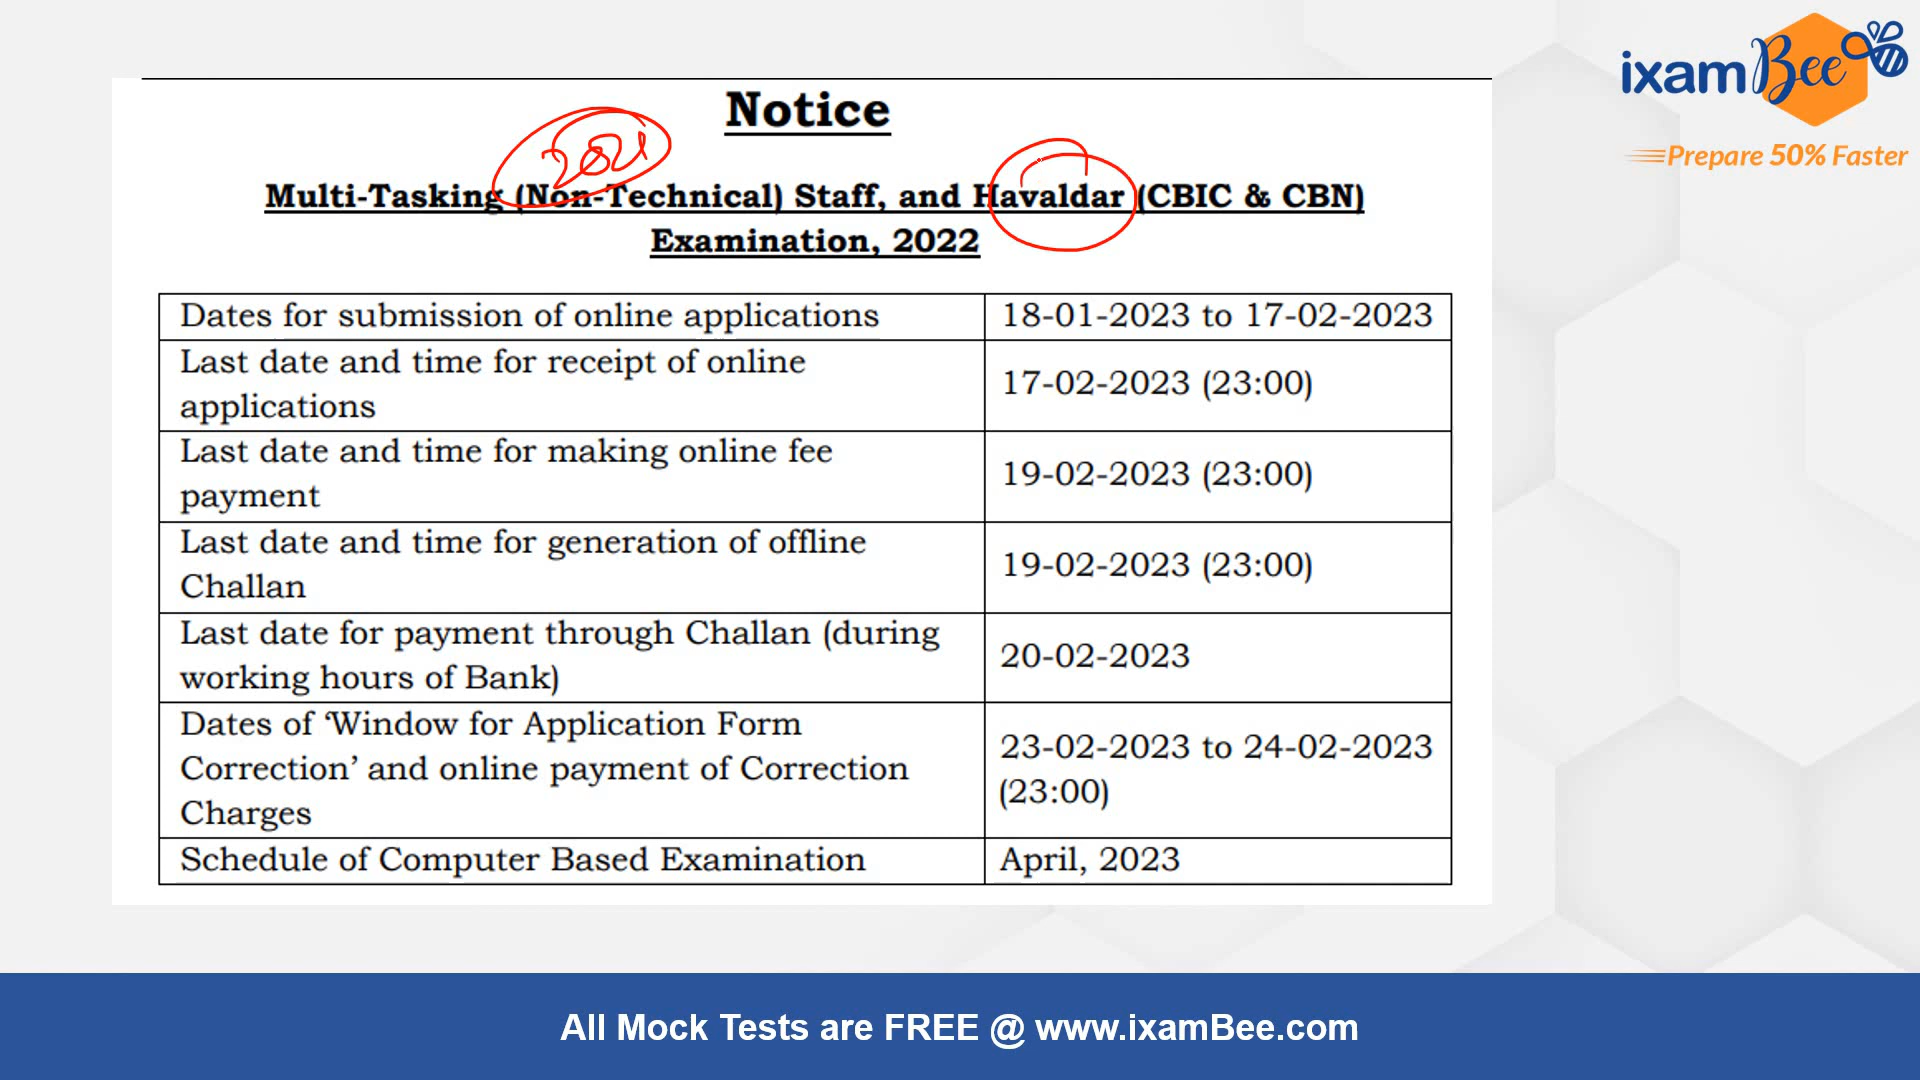 ixamBee
Prepare 50% Faster
Notice
2021
Multi-Tasking (Non-Technical) Staff, and Havaldar (CBIC & CBN)
Examination, 2022
Dates for submission of online applications
18-01-2023 to 17-02-2023
Last date and time for receipt of online
applications
17-02-2023 (23:00)
Last date and time for making online fee
payment
19-02-2023 (23:00)
Last date and time for generation of offline
Challan
19-02-2023 (23:00)
Last date for payment through Challan (during
working hours of Bank)
20-02-2023
Dates of ‘Window for Application Form
Correction’ and online payment of Correction
Charges
23-02-2023 to 24-02-2023
(23:00)
Schedule of Computer Based Examination
April, 2023
All Mock Tests are FREE @ www.ixamBee.com